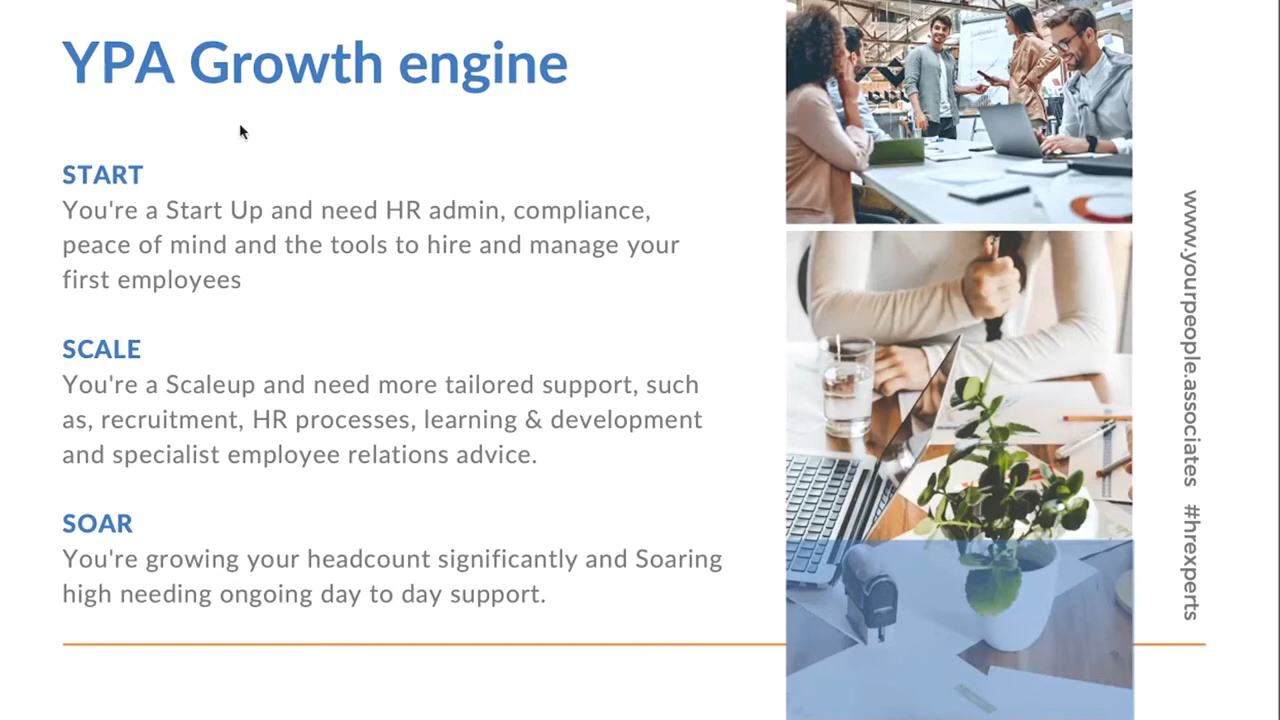 YPA Growth engine
START
You're a Start Up and need HR admin, compliance,
peace of mind and the tools to hire and manage your
first employees
SCALE
You're a Scaleup and need more tailored support, such
as, recruitment, HR processes, learning & development
and specialist employee relations advice.
SOAR
You're growing your headcount significantly and Soaring
high needing ongoing day to day support.
www.yourpeople.associates #hrexperts